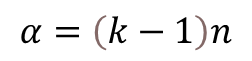 α = (k − 1)n